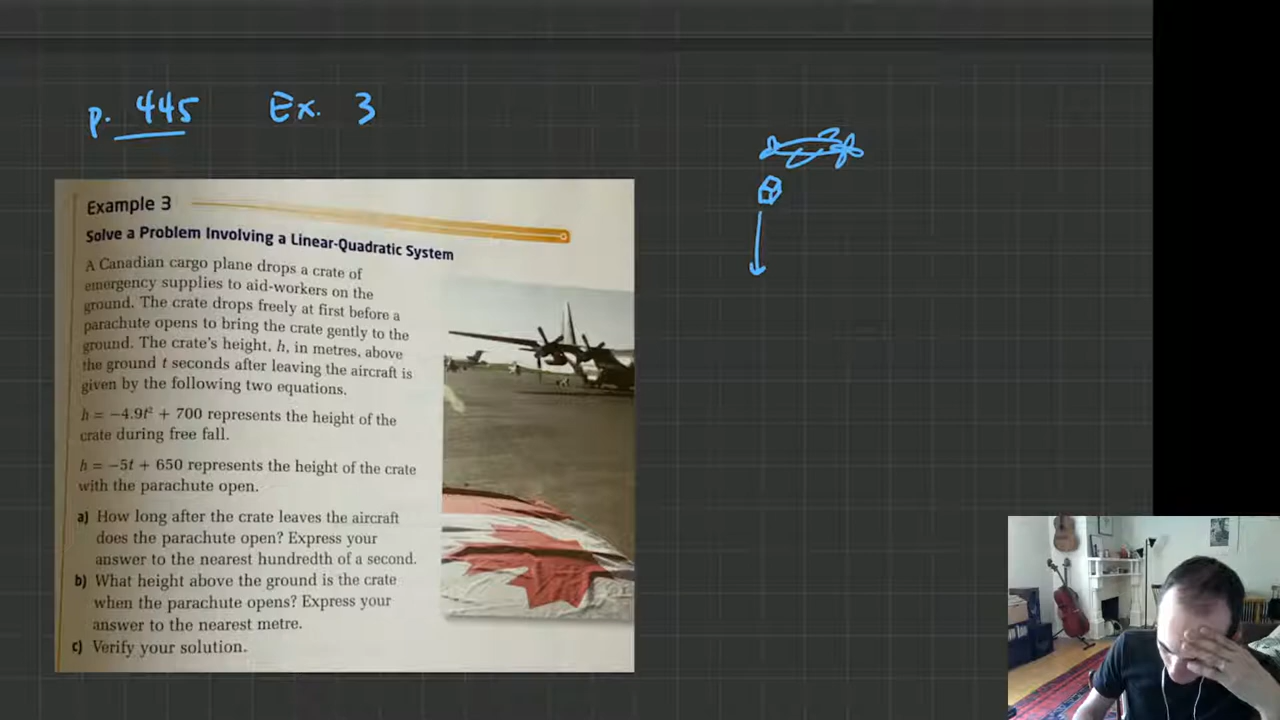 p. 445 Ex. 3
Example 3
Solve a Problem Involving a Linear-Quadratic System
A Canadian cargo plane drops a crate of
emergency supplies to aid-workers on the
ground. The crate drops freely at first before a
parachute opens to bring the crate gently to the
ground. The crate's height, h, in metres, above
the ground t seconds after leaving the aircraft is
given by the following two equations.
h = −4.9t² + 700 represents the height of the
crate during free fall.
h = −5t + 650 represents the height of the crate
with the parachute open.
a) How long after the crate leaves the aircraft
does the parachute open? Express your
answer to the nearest hundredth of a second.
b) What height above the ground is the crate
when the parachute opens? Express your
answer to the nearest metre.
c) Verify your solution.